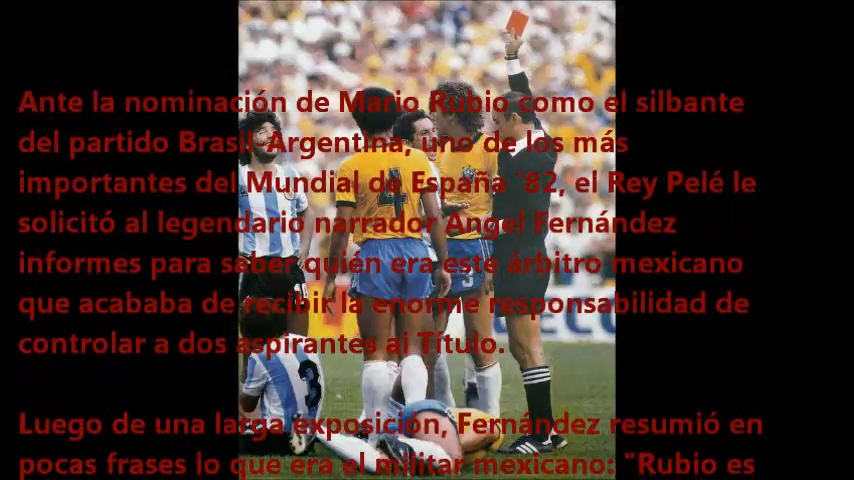 Ante la nominación de Mario Rubio como el silbante
del partido Brasil-Argentina, uno de los más
importantes del Mundial de España '82, el Rey Pelé le
solicitó al legendario narrador Angel Fernández
informes para saber quién era este árbitro mexicano
que acababa de recibir la enorme responsabilidad de
controlar a dos aspirantes al Título.
Luego de una larga exposición, Fernández resumió en
pocas frases lo que era el militar mexicano: "Rubio es
4
3
3